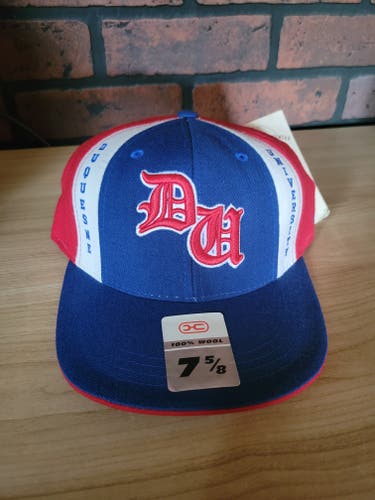 DUQUESNE
UNIVERSITY
DU
100% WOOL
7 5/8